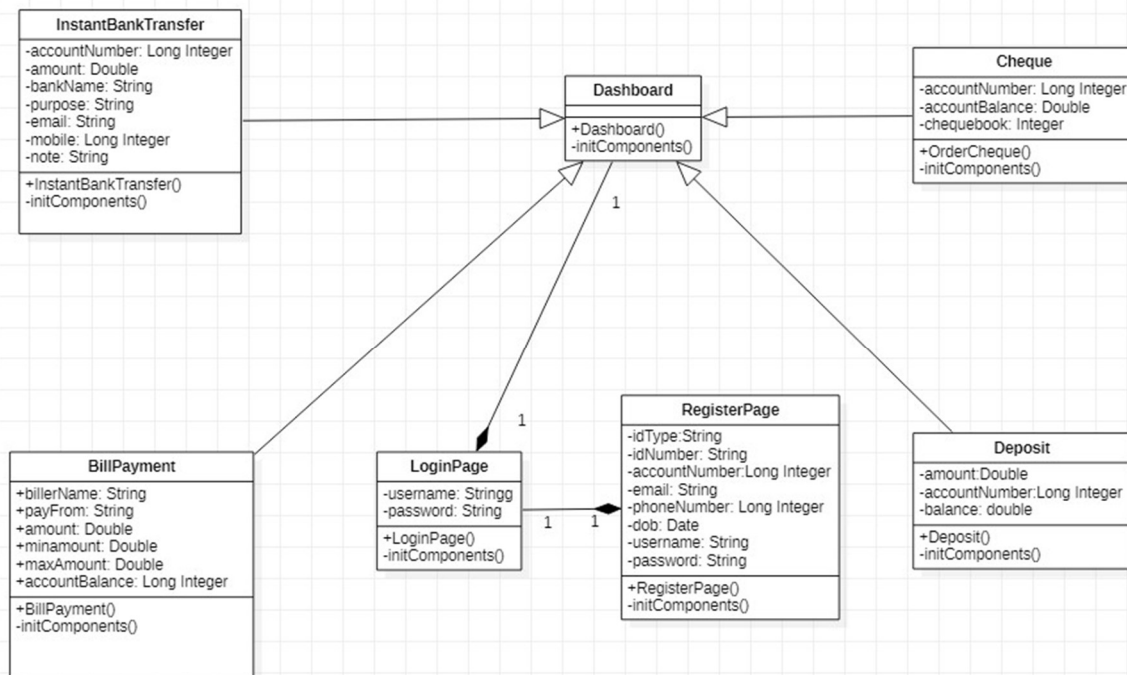 InstantBankTransfer
-accountNumber: Long Integer
-amount: Double
-bankName: String
-purpose: String
-email: String
-mobile: Long Integer
-note: String
+InstantBankTransfer()
-initComponents()
Dashboard
+Dashboard()
-initComponents()
Cheque
-accountNumber: Long Integer
-accountBalance: Double
-chequebook: Integer
+OrderCheque()
-initComponents()
1
1
BillPayment
+billerName: String
+payFrom: String
+amount: Double
+minamount: Double
+maxAmount: Double
+accountBalance: Long Integer
+BillPayment()
-initComponents()
LoginPage
-username: Stringg
-password: String
+LoginPage()
-initComponents()
1
1
RegisterPage
-idType:String
-idNumber: String
-accountNumber:Long Integer
-email: String
-phoneNumber: Long Integer
-dob: Date
-username: String
-password: String
+RegisterPage()
-initComponents()
Deposit
-amount:Double
-accountNumber:Long Integer
-balance: double
+Deposit()
-initComponents()